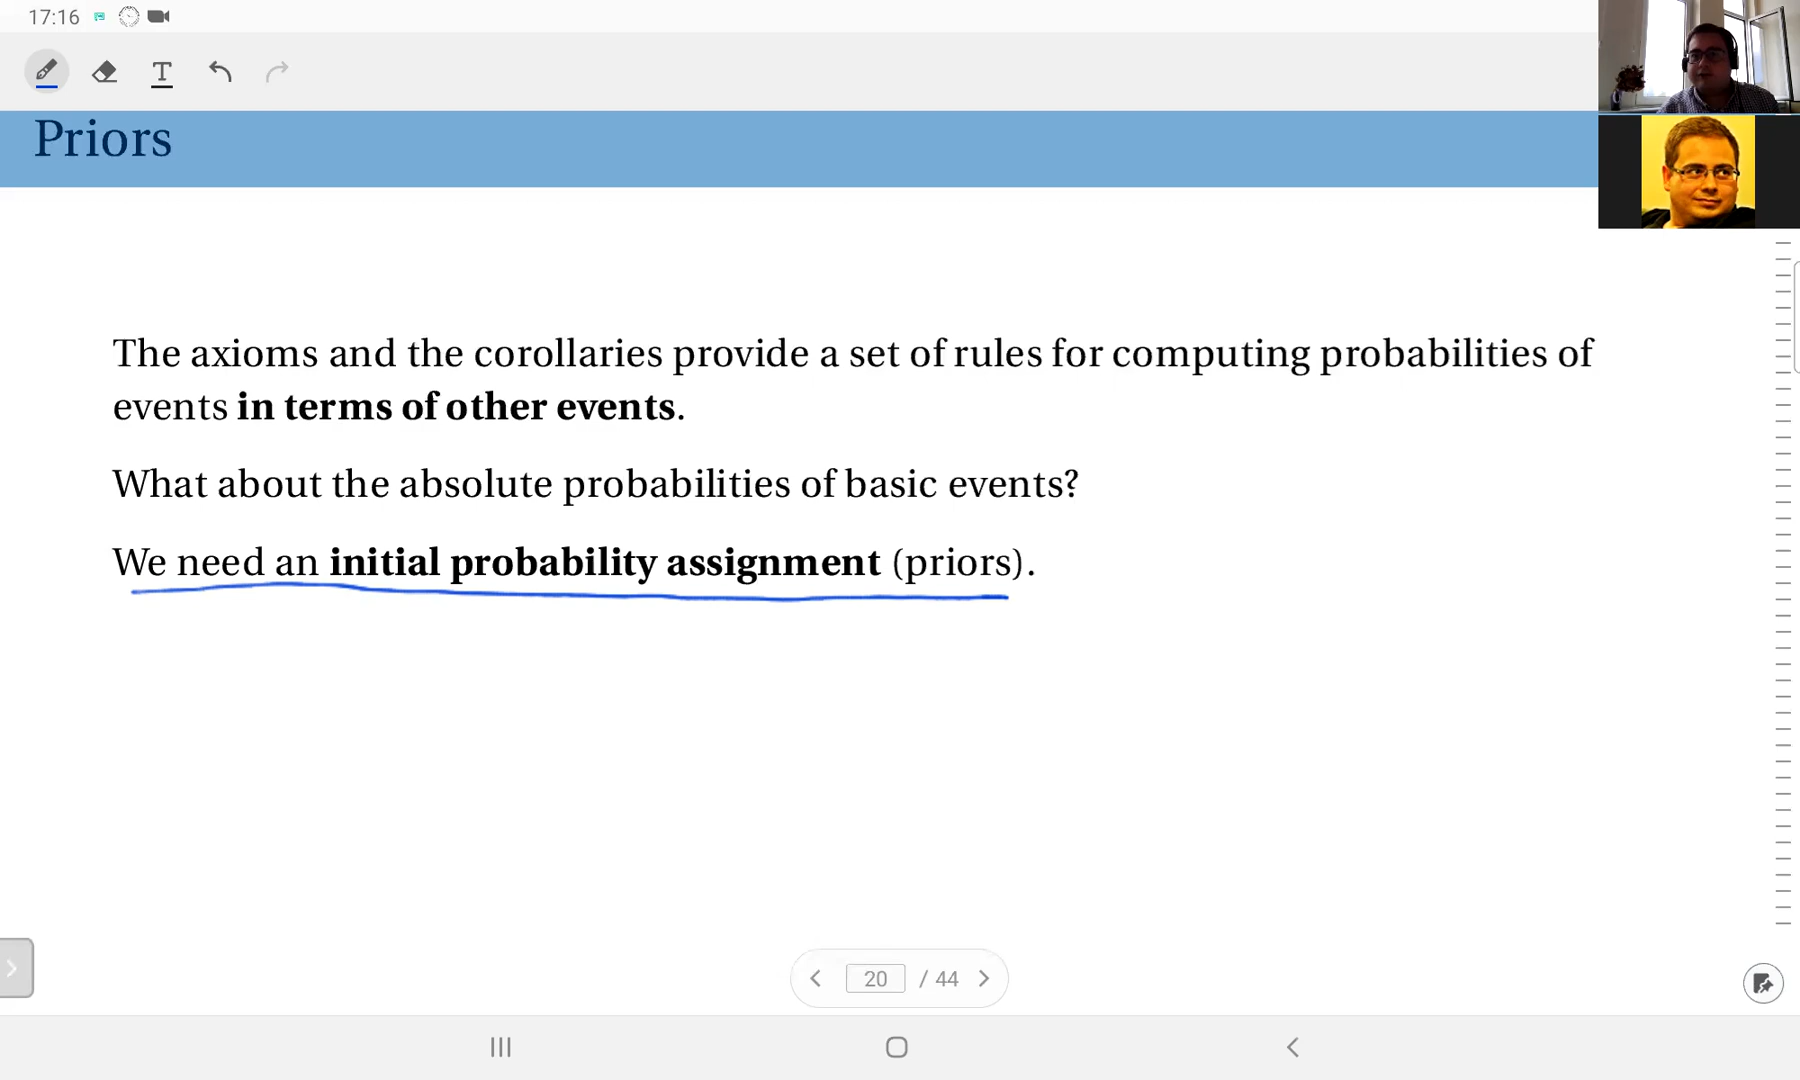 17:16
T
Priors
The axioms and the corollaries provide a set of rules for computing probabilities of
events in terms of other events.
What about the absolute probabilities of basic events?
We need an initial probability assignment (priors).
20 / 44